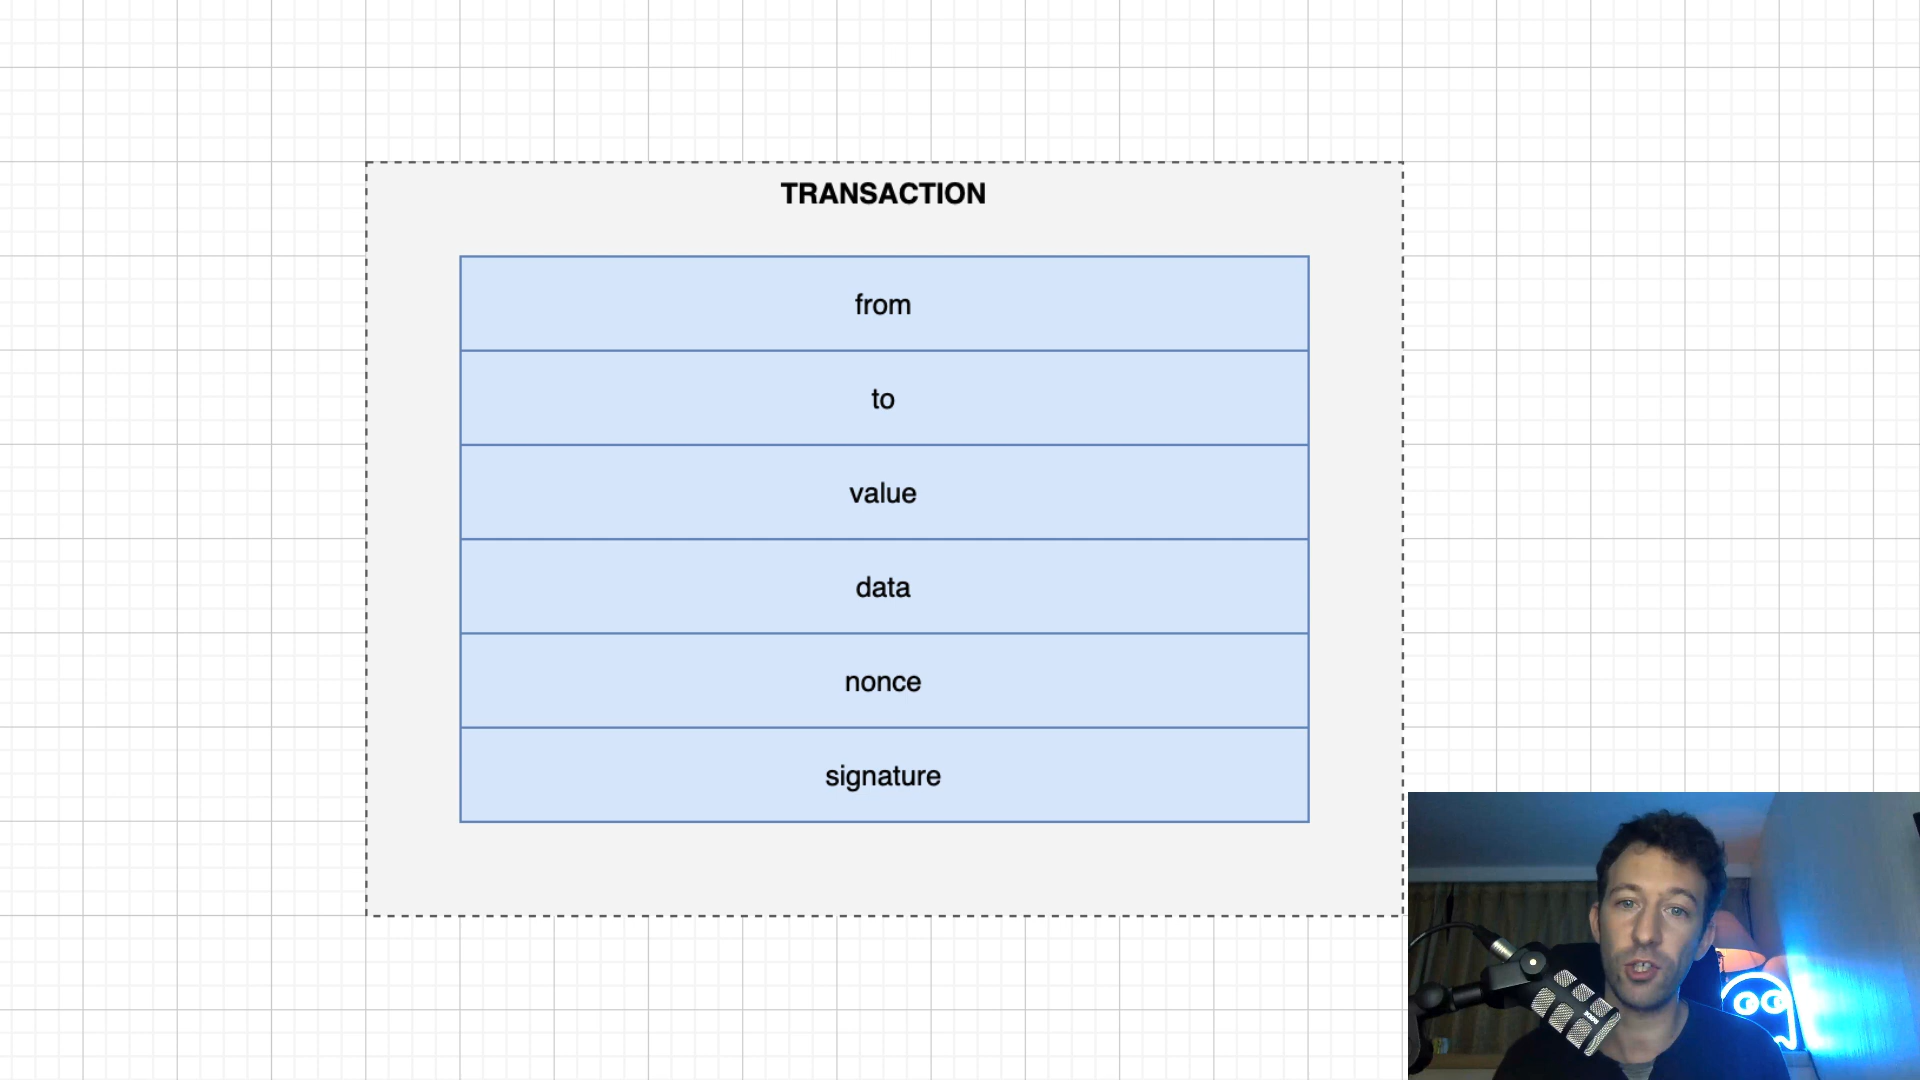 TRANSACTION
from
to
value
data
nonce
signature